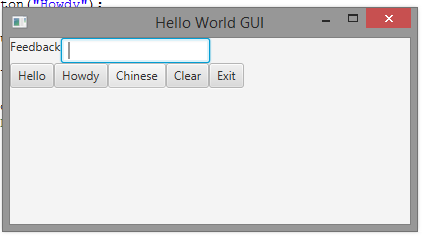 ton("Howdy");
Hello World GUI
Feedback
Hello Howdy Chinese Clear Exit